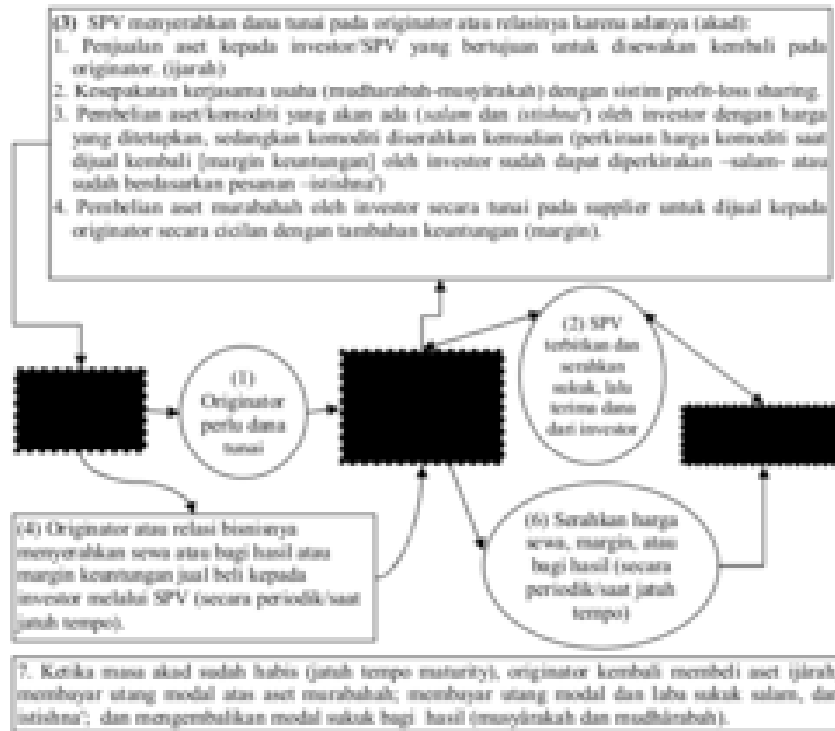 (3) SPV menyerahkan dana tunai pada originator atau relasinya karena adanya (akad):
1. Penjualan aset kepada investor/SPV yang bertujuan untuk disewakan kembali pada
originator. (ijarah)
2. Kesepakatan kerjasama usaha (mudharabah-musyârakah) dengan sistim profit-loss sharing.
3. Pembelian aset/komoditi yang akan ada (salam dan istishna') oleh investor dengan harga
yang ditetapkan, sedangkan komoditi diserahkan kemudian (perkiraan harga komoditi saat
dijual kembali [margin keuntungan] oleh investor sudah dapat diperkirakan –salam- atau
sudah berdasarkan pesanan –istishna')
4. Pembelian aset murabahah oleh investor secara tunai pada supplier untuk dijual kepada
originator secara cicilan dengan tambahan keuntungan (margin).
(2) SPV
terbitkan dan
serahkan
sukuk, lalu
terima dana
dari investor
(1)
Originator
perlu dana
tunai
(4) Originator atau relasi bisnisnya
menyerahkan sewa atau bagi hasil atau
margin keuntungan jual beli kepada
investor melalui SPV (secara periodik/saat
jatuh tempo).
(6) Serahkan harga
sewa, margin, atau
bagi hasil (secara
periodik/saat jatuh
tempo)
7. Ketika masa akad sudah habis (jatuh tempo maturity), originator kembali membeli aset ijârah
membayar utang modal atas aset murabahah; membayar utang modal dan laba sukuk salam, dan
istishna'; dan mengembalikan modal sukuk bagi hasil (musyârakah dan mudhârabah).